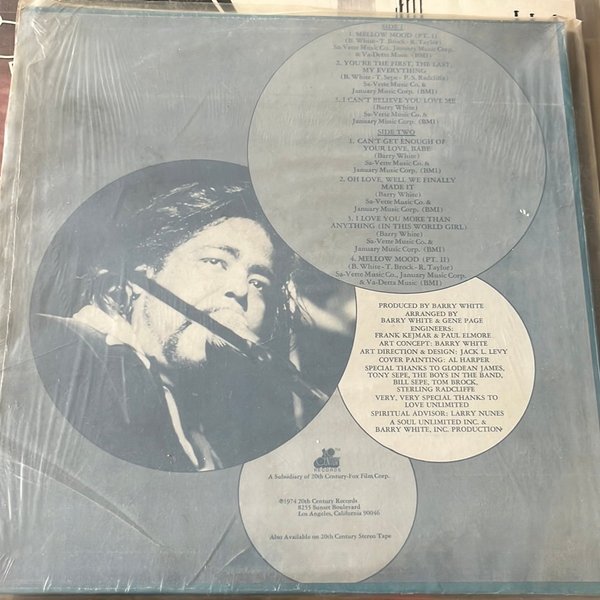 SIDE 1
1. MELLOW MOOD (PT. I)
(B. White - T. Brock - R. Taylor)
Sa-Vette Music Co., January Music Corp.
& Va-Detta Music (BMI)
2. YOU'RE THE FIRST, THE LAST,
MY EVERYTHING
(B. White - T. Sepe - P. S. Radcliffe)
Sa-Vette Music Co. &
January Music Corp. (BMI)
3. I CAN'T BELIEVE YOU LOVE ME
(Barry White)
Sa-Vette Music Co. &
January Music Corp. (BMI)
SIDE TWO
1. CAN'T GET ENOUGH OF
YOUR LOVE, BABE
(Barry White)
Sa-Vette Music Co. &
January Music Corp. (BMI)
2. OH LOVE, WELL WE FINALLY
MADE IT
(Barry White)
Sa-Vette Music Co. &
January Music Corp. (BMI)
3. I LOVE YOU MORE THAN
ANYTHING (IN THIS WORLD GIRL)
(Barry White)
Sa-Vette Music Co. &
January Music Corp. (BMI)
4. MELLOW MOOD (PT. II)
(B. White - T. Brock - R. Taylor)
Sa-Vette Music Co., January Music Corp.
& Va-Detta Music (BMI)
PRODUCED BY BARRY WHITE
ARRANGED BY
BARRY WHITE & GENE PAGE
ENGINEERS:
FRANK KEJMAR & PAUL ELMORE
ART CONCEPT: BARRY WHITE
ART DIRECTION & DESIGN: JACK L. LEVY
COVER PAINTING: AL HARPER
SPECIAL THANKS TO GLODEAN JAMES,
TONY SEPE, THE BOYS IN THE BAND,
BILL SEPE, TOM BROCK,
STERLING RADCLIFFE
VERY, VERY SPECIAL THANKS TO
LOVE UNLIMITED
SPIRITUAL ADVISOR: LARRY NUNES
A SOUL UNLIMITED INC. &
BARRY WHITE, INC. PRODUCTION
RECORDS
A Subsidiary of 20th Century-Fox Film Corp.
℗1974 20th Century Records
8255 Sunset Boulevard
Los Angeles, California 90046
Also Available on 20th Century Stereo Tape